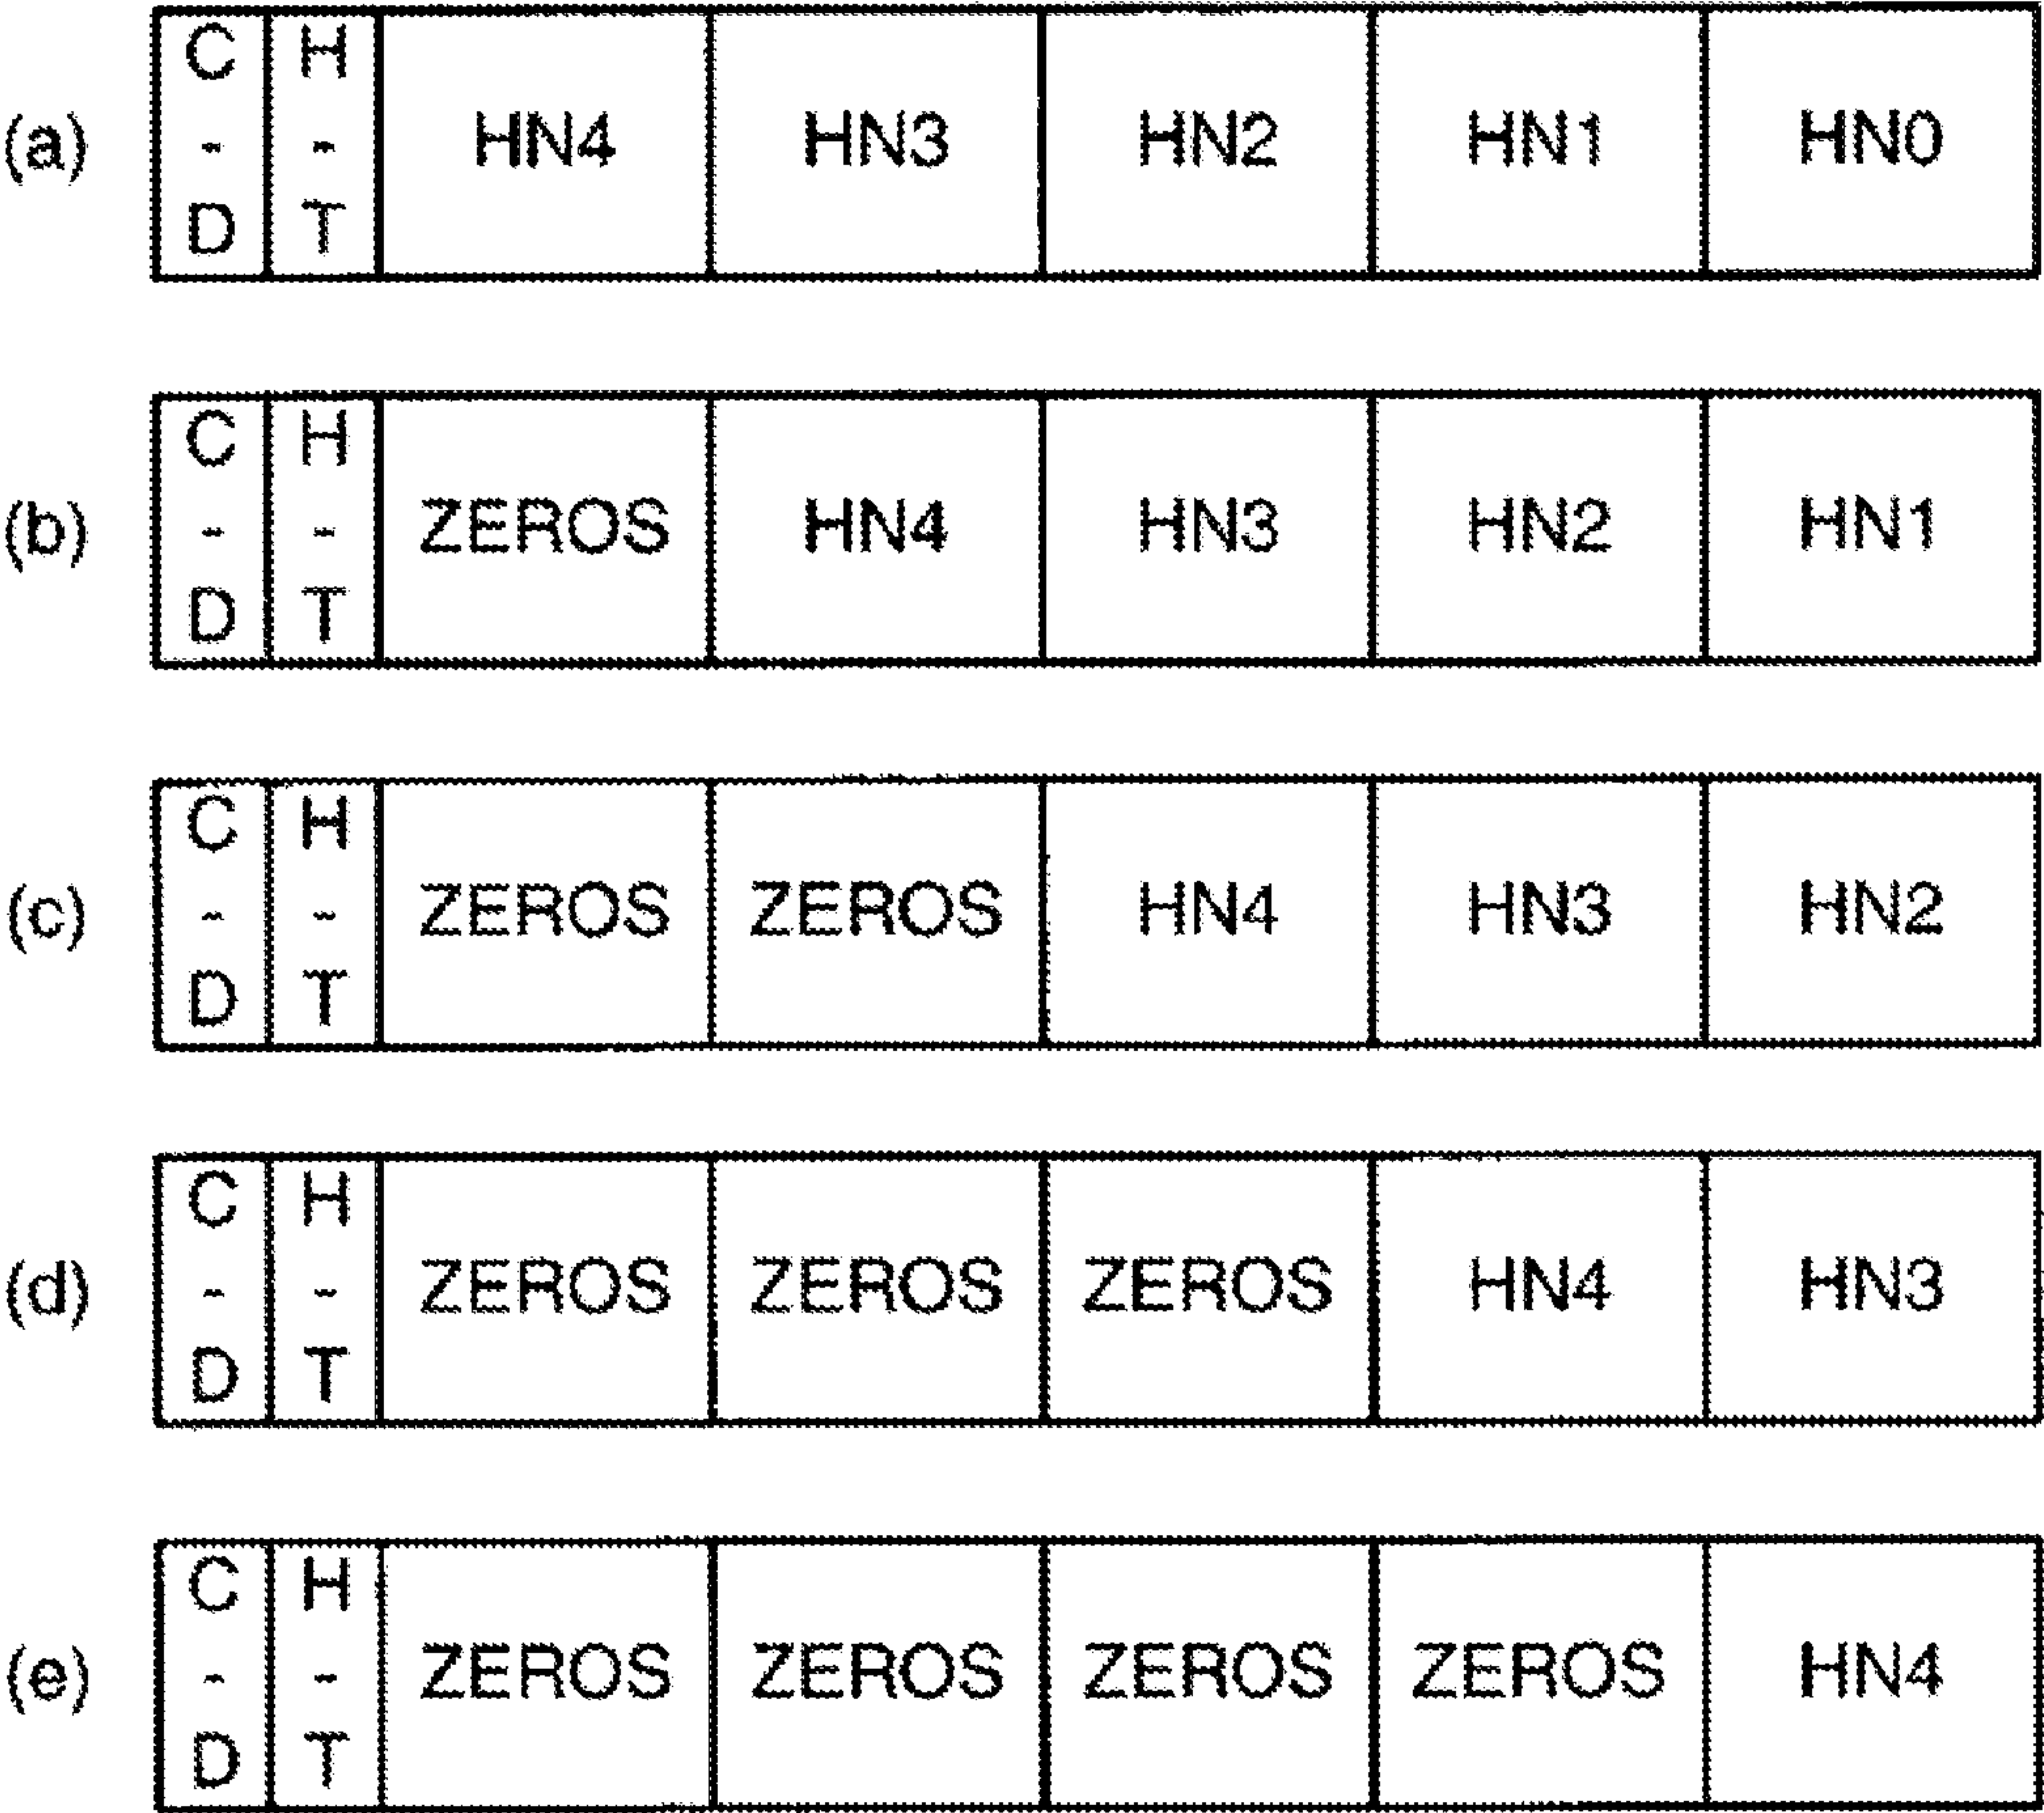 C H
(a) - - HN4 HN3 HN2 HN1 HN0
D T
C H
(b) - - ZEROS HN4 HN3 HN2 HN1
D T
C H
(c) - - ZEROS ZEROS HN4 HN3 HN2
D T
C H
(d) - - ZEROS ZEROS ZEROS HN4 HN3
D T
C H
(e) - - ZEROS ZEROS ZEROS ZEROS HN4
D T